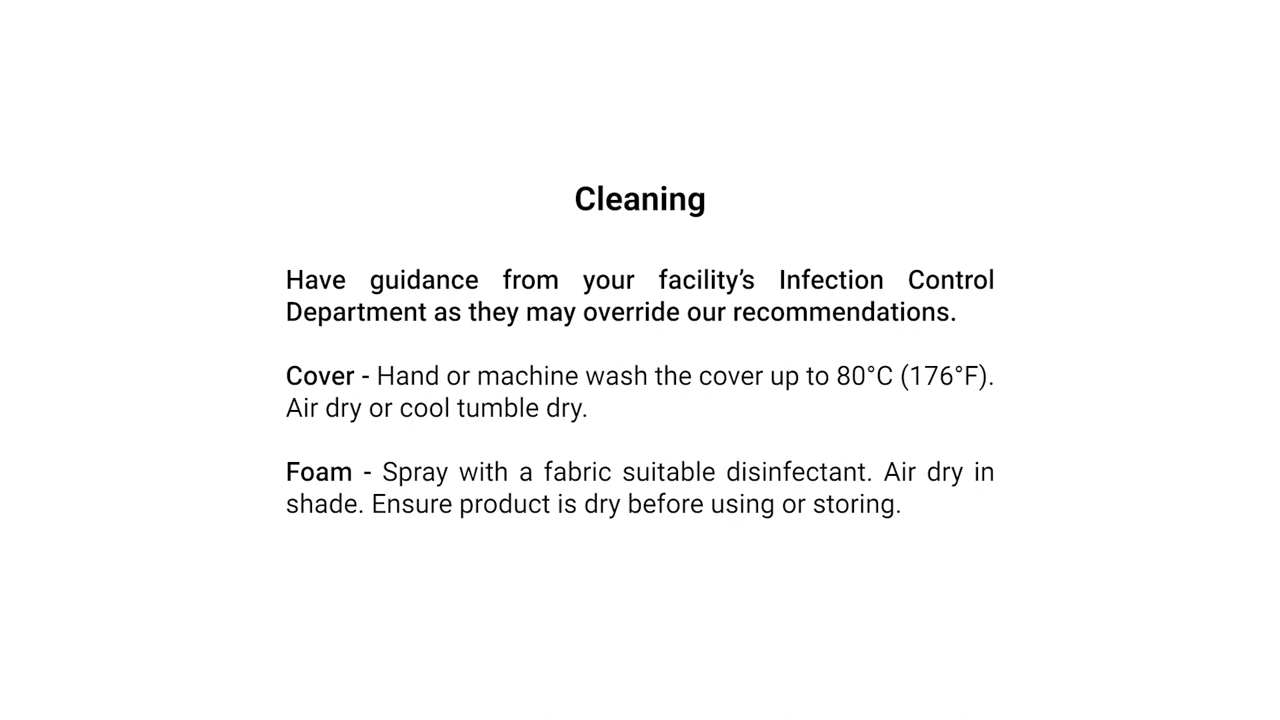 Cleaning
Have guidance from your facility’s Infection Control
Department as they may override our recommendations.
Cover - Hand or machine wash the cover up to 80°C (176°F).
Air dry or cool tumble dry.
Foam - Spray with a fabric suitable disinfectant. Air dry in
shade. Ensure product is dry before using or storing.